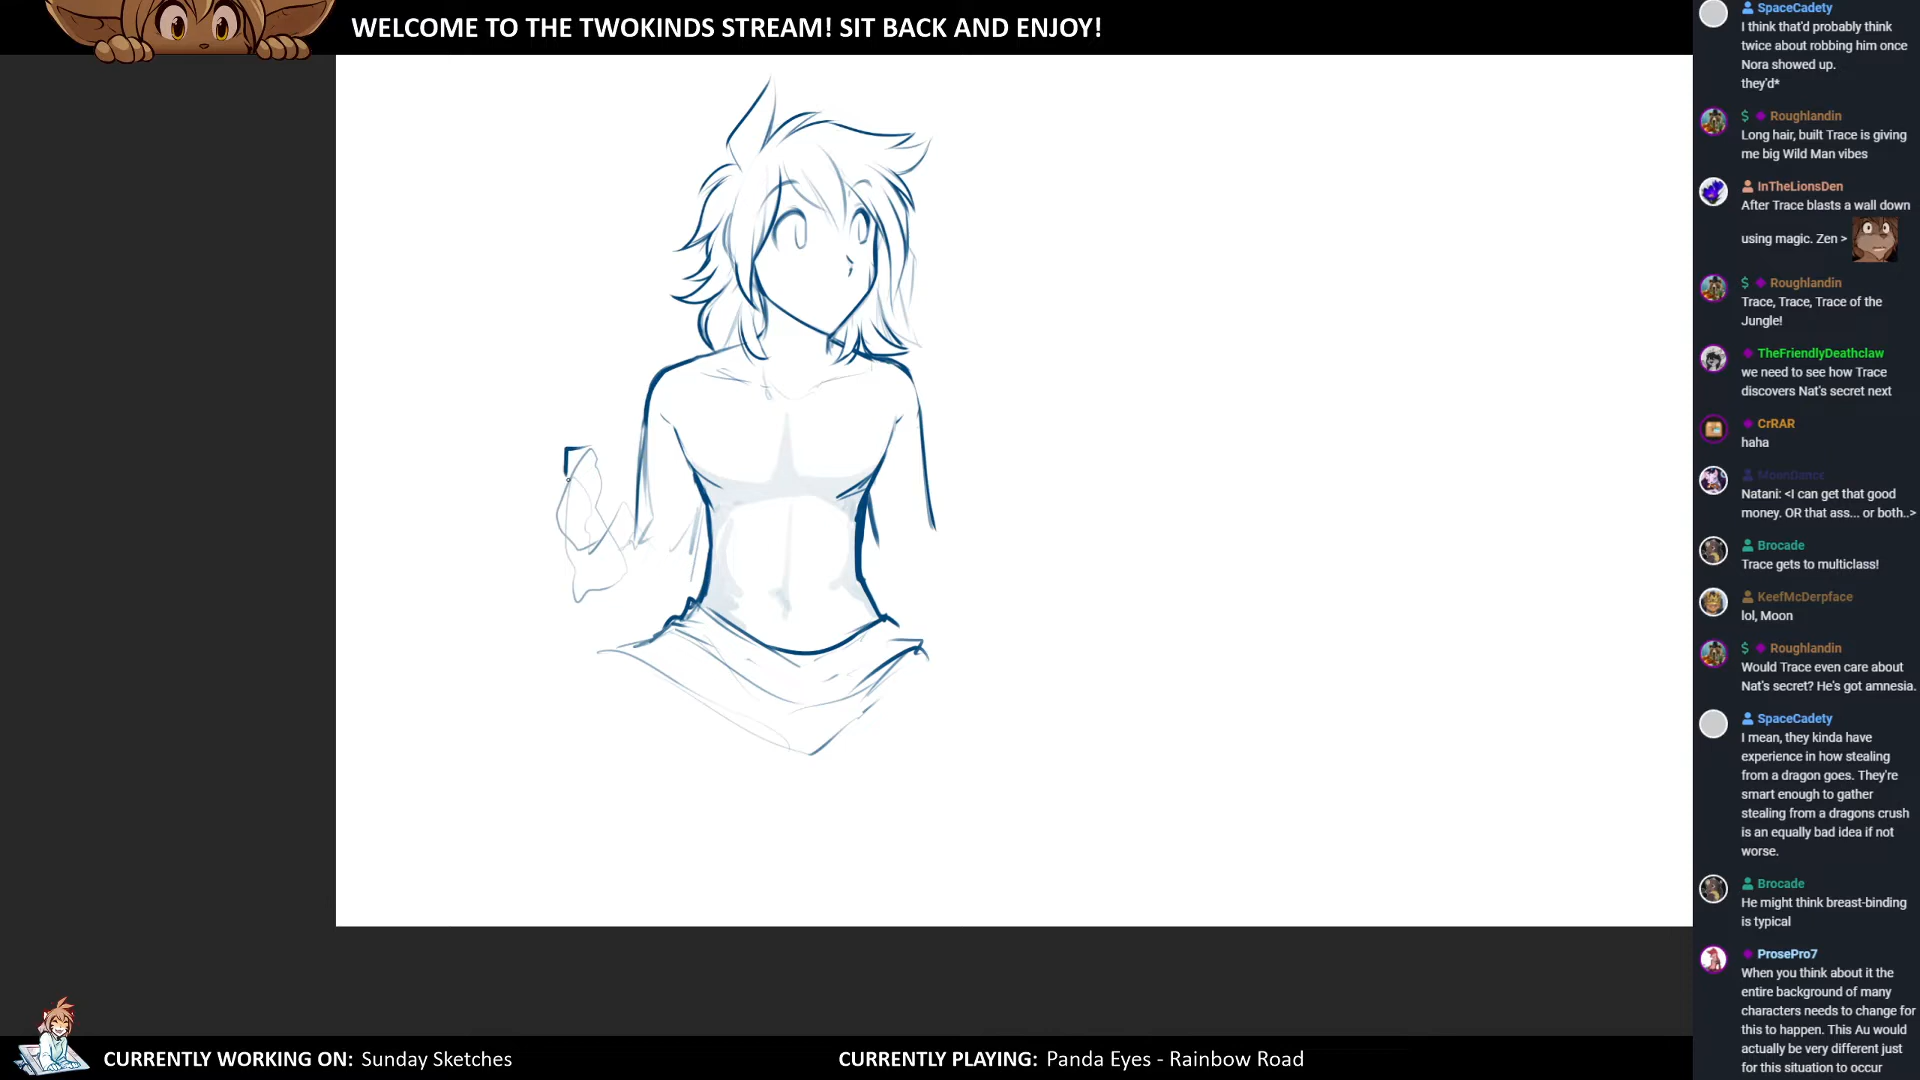 WELCOME TO THE TWOKINDS STREAM! SIT BACK AND ENJOY!
SpaceCadety
I think that'd probably think
twice about robbing him once
Nora showed up.
they'd*
$ Roughlandin
Long hair, built Trace is giving
me big Wild Man vibes
InTheLionsDen
After Trace blasts a wall down
using magic. Zen >
$ Roughlandin
Trace, Trace, Trace of the
Jungle!
TheFriendlyDeathclaw
we need to see how Trace
discovers Nat's secret next
CrRAR
haha
MoonDance
Natani: <I can get that good
money. OR that ass... or both..>
Brocade
Trace gets to multiclass!
KeefMcDerpface
lol, Moon
$ Roughlandin
Would Trace even care about
Nat's secret? He's got amnesia.
SpaceCadety
I mean, they kinda have
experience in how stealing
from a dragon goes. They're
smart enough to gather
stealing from a dragons crush
is an equally bad idea if not
worse.
Brocade
He might think breast-binding
is typical
ProsePro7
When you think about it the
entire background of many
characters needs to change for
this to happen. This Au would
actually be very different just
for this situation to occur
CURRENTLY WORKING ON: Sunday Sketches
CURRENTLY PLAYING: Panda Eyes - Rainbow Road